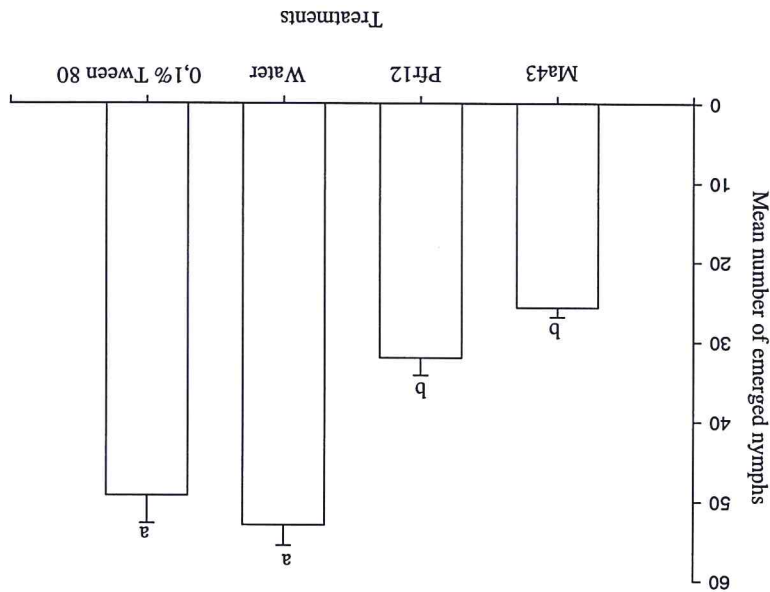 Mean number of emerged nymphs
60
50
40
30
20
10
0
a
a
b
b
Ma43
Pfr12
Water
0,1% Tween 80
Treatments